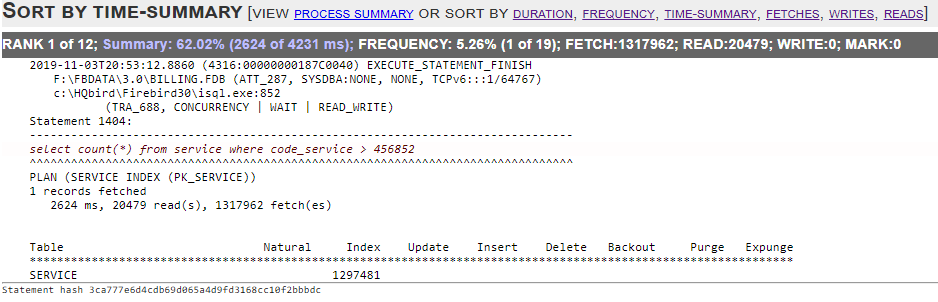 SORT BY TIME-SUMMARY [VIEW PROCESS SUMMARY OR SORT BY DURATION, FREQUENCY, TIME-SUMMARY, FETCHES, WRITES, READS]
RANK 1 of 12; Summary: 62.02% (2624 of 4231 ms); FREQUENCY: 5.26% (1 of 19); FETCH:1317962; READ:20479; WRITE:0; MARK:0
2019-11-03T20:53:12.8860 (4316:00000000187C0040) EXECUTE_STATEMENT_FINISH
F:\FBDATA\3.0\BILLING.FDB (ATT_287, SYSDBA:NONE, NONE, TCPv6:::1/64767)
c:\HQbird\Firebird30\isql.exe:852
(TRA_688, CONCURRENCY | WAIT | READ_WRITE)
Statement 1404:
-------------------------------------------------------------------------------
select count(*) from service where code_service > 456852
^^^^^^^^^^^^^^^^^^^^^^^^^^^^^^^^^^^^^^^^^^^^^^^^^^^^^^^^^^^^^^^^^^^^^^^^^^^^^^^
PLAN (SERVICE INDEX (PK_SERVICE))
1 records fetched
2624 ms, 20479 read(s), 1317962 fetch(es)
Table Natural Index Update Insert Delete Backout Purge Expunge
***************************************************************************************************************
SERVICE 1297481
Statement hash 3ca777e6d4cdb69d065a4d9fd3168cc10f2bbbdc